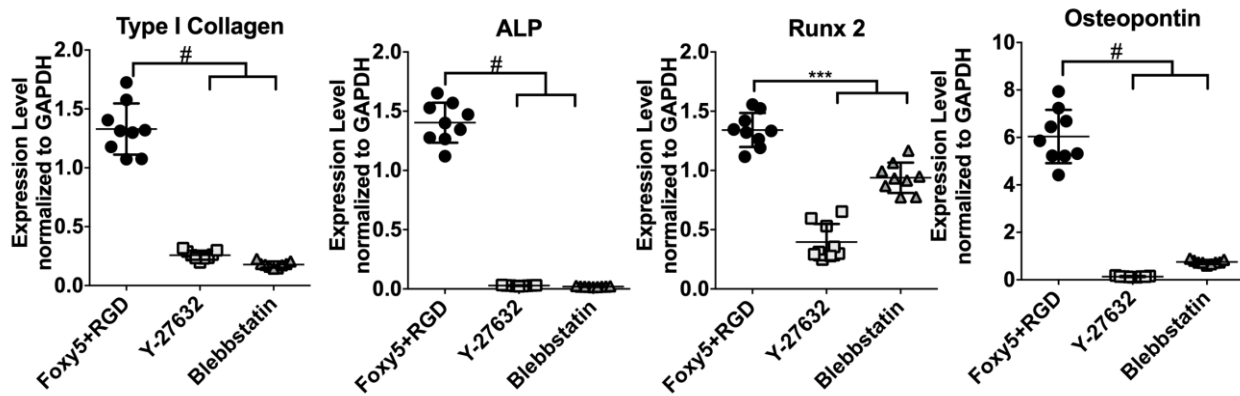 Type I Collagen
#
Expression Level
normalized to GAPDH
2.0
1.5
1.0
0.5
0.0
Foxy5+RGD
Y-27632
Blebbstatin
ALP
#
Expression Level
normalized to GAPDH
2.0
1.5
1.0
0.5
0.0
Foxy5+RGD
Y-27632
Blebbstatin
Runx 2
***
Expression Level
normalized to GAPDH
2.0
1.5
1.0
0.5
0.0
Foxy5+RGD
Y-27632
Blebbstatin
Osteopontin
#
Expression Level
normalized to GAPDH
10
8
6
4
2
0
Foxy5+RGD
Y-27632
Blebbstatin